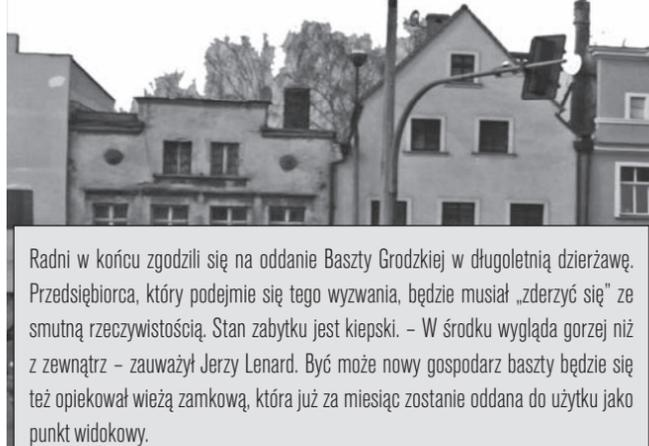 Radni w końcu zgodzili się na oddanie Baszty Grodzkiej w długoletnią dzierżawę.
Przedsiębiorca, który podejmie się tego wyzwania, będzie musiał „zderzyć się” ze
smutną rzeczywistością. Stan zabytku jest kiepski. – W środku wygląda gorzej niż
z zewnątrz – zauważył Jerzy Lenard. Być może nowy gospodarz baszty będzie się
też opiekował wieżą zamkową, która już za miesiąc zostanie oddana do użytku jako
punkt widokowy.